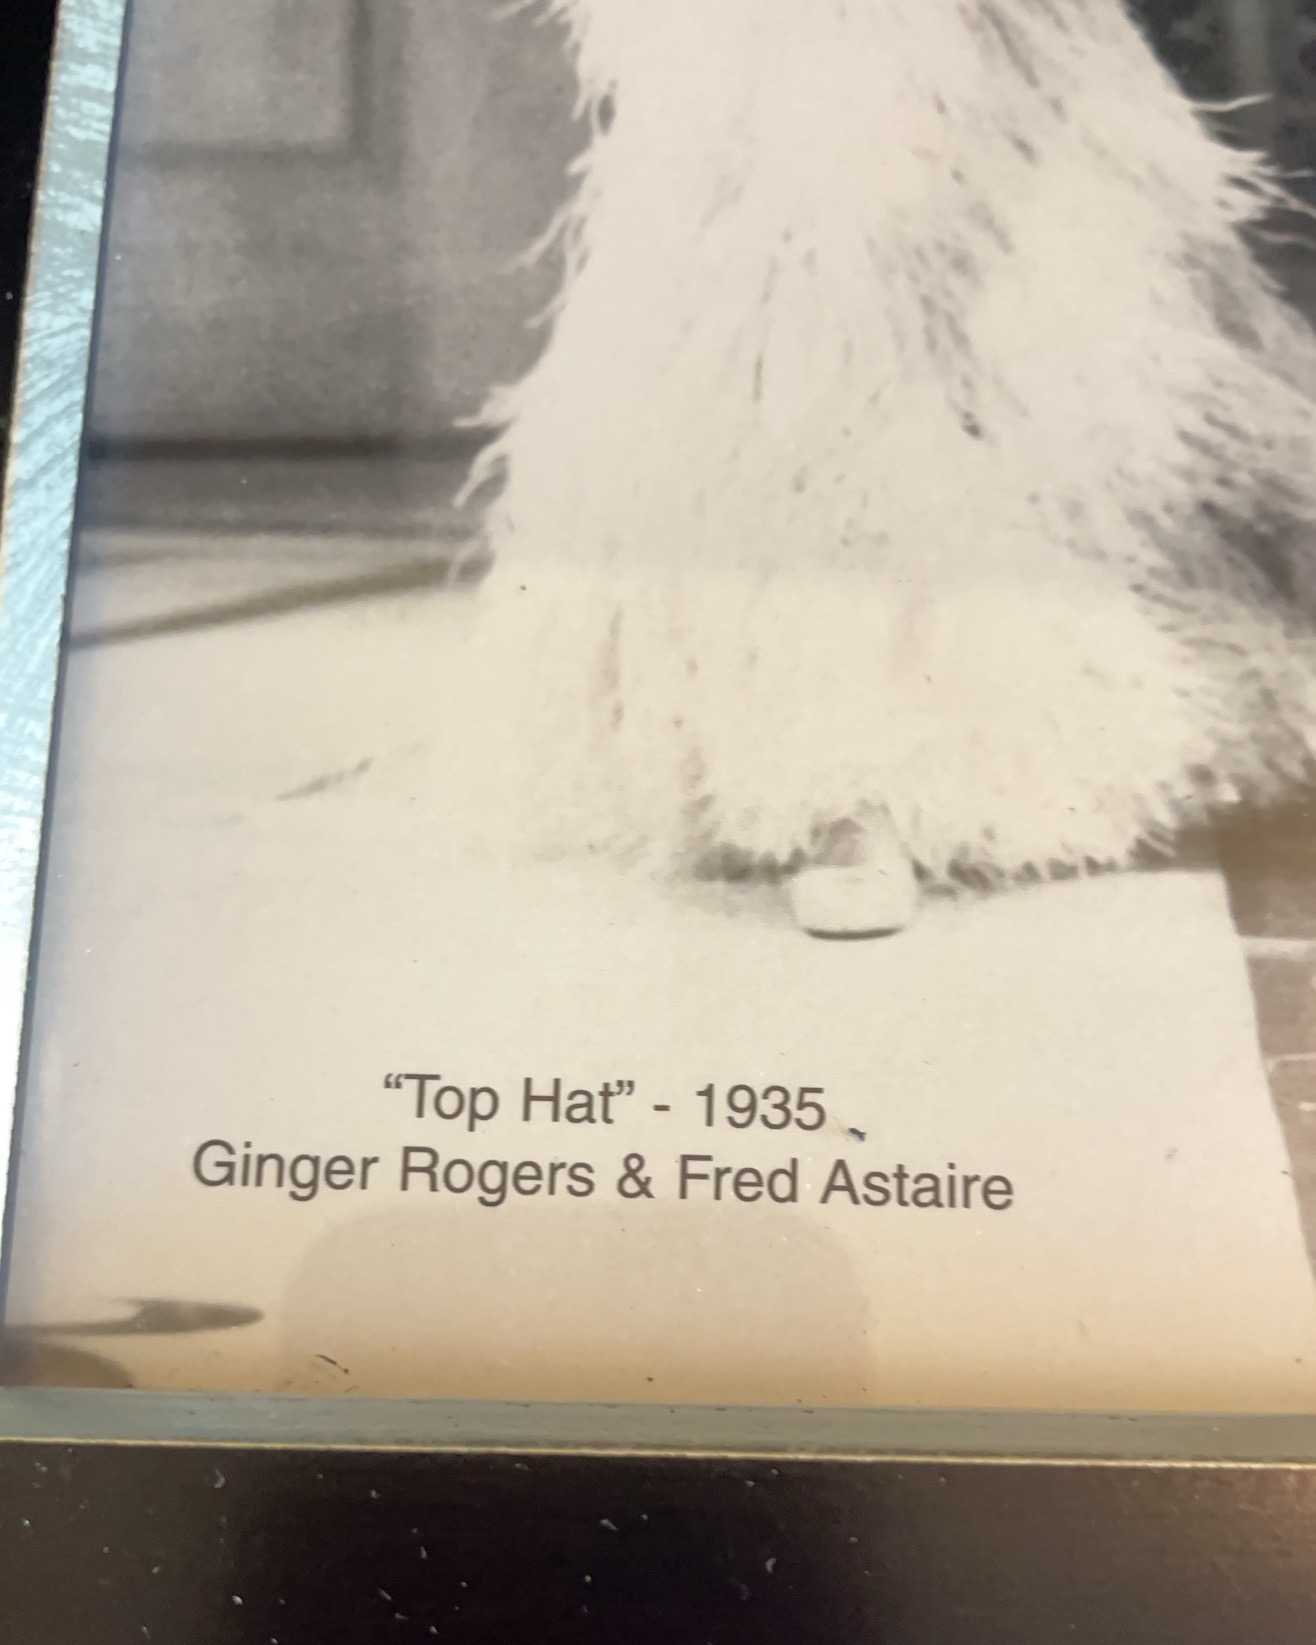 “Top Hat” - 1935
Ginger Rogers & Fred Astaire